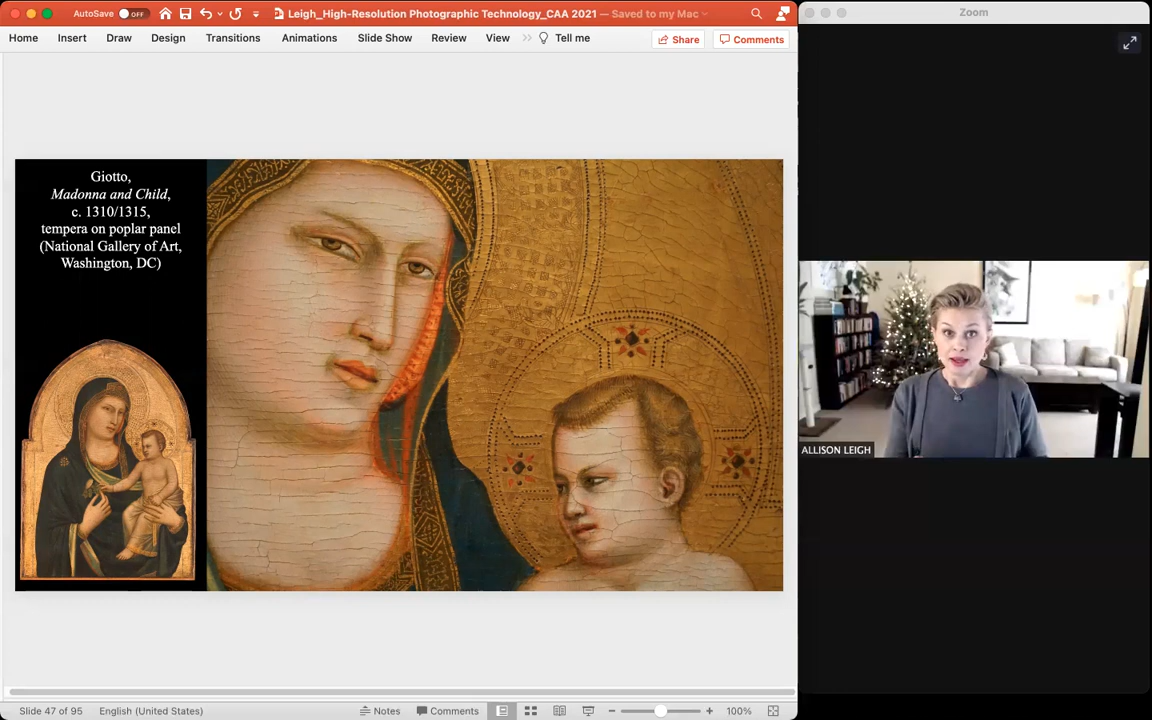 AutoSave OFF Leigh_High-Resolution Photographic Technology_CAA 2021 — Saved to my Mac
Home Insert Draw Design Transitions Animations Slide Show Review View Tell me Share Comments
Giotto,
Madonna and Child,
c. 1310/1315,
tempera on poplar panel
(National Gallery of Art,
Washington, DC)
Slide 47 of 95 English (United States) Notes Comments 100%
Zoom
ALLISON LEIGH